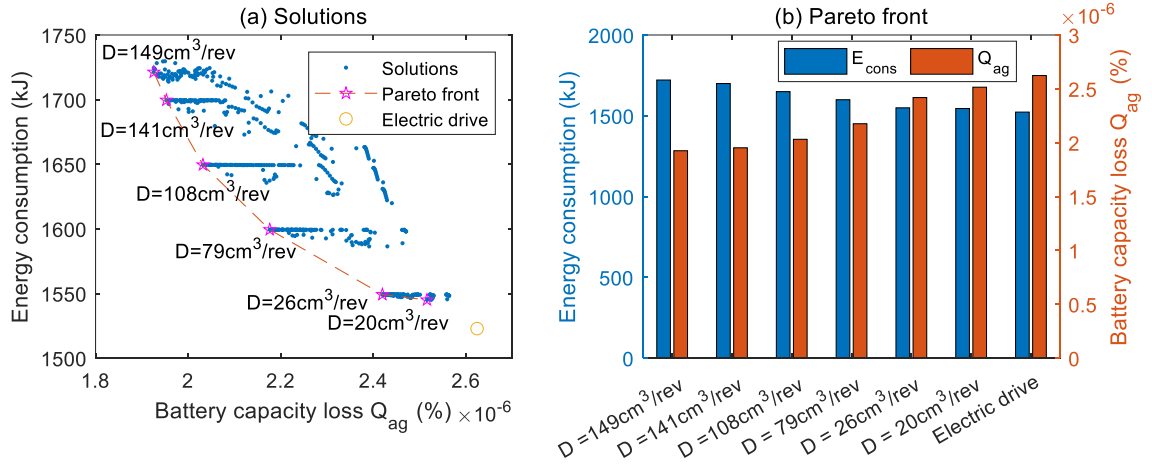 (a) Solutions
1750
1700
1650
1600
1550
1500
Energy consumption (kJ)
D=149cm³/rev
D=141cm³/rev
D=108cm³/rev
D=79cm³/rev
D=26cm³/rev
D=20cm³/rev
Solutions
Pareto front
Electric drive
1.8
2
2.2
2.4
2.6
Battery capacity loss Q_ag (%) ×10⁻⁶
(b) Pareto front
2000
1500
1000
500
0
Energy consumption (kJ)
E_cons
Q_ag
×10⁻⁶
3
2.5
2
1.5
1
0.5
0
Battery capacity loss Q_ag (%)
D =149cm³/rev
D =141cm³/rev
D =108cm³/rev
D = 79cm³/rev
D = 26cm³/rev
D = 20cm³/rev
Electric drive